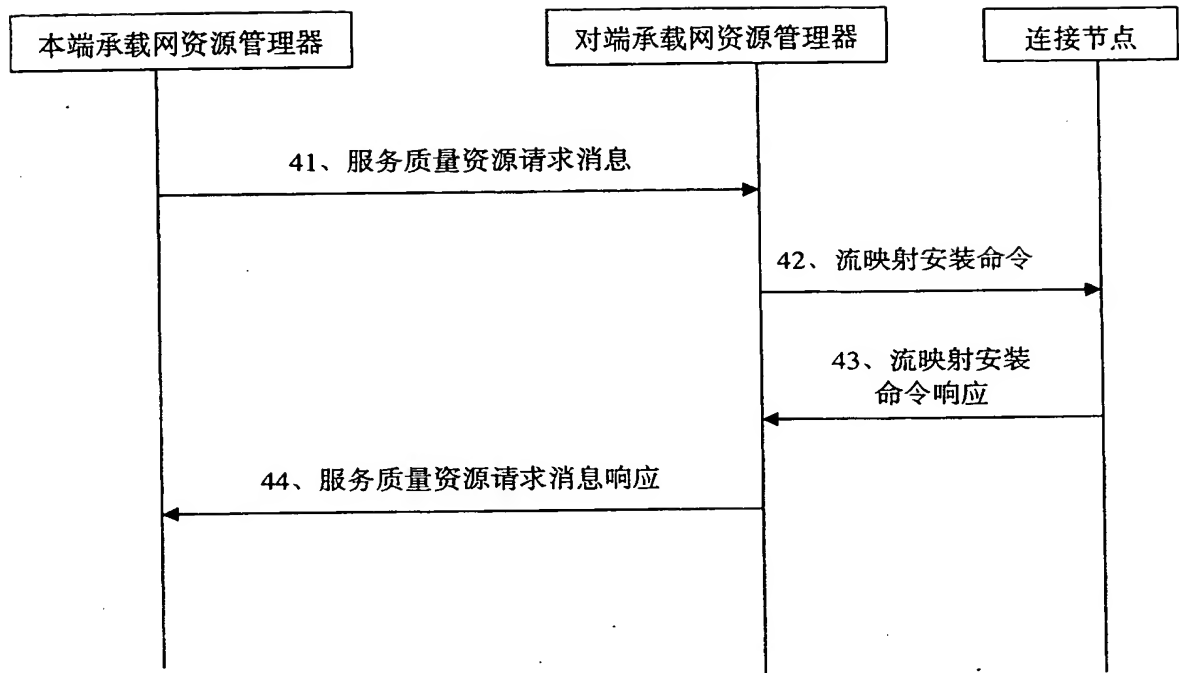 本端承载网资源管理器
对端承载网资源管理器
连接节点
41、服务质量资源请求消息
42、流映射安装命令
43、流映射安装
命令响应
44、服务质量资源请求消息响应